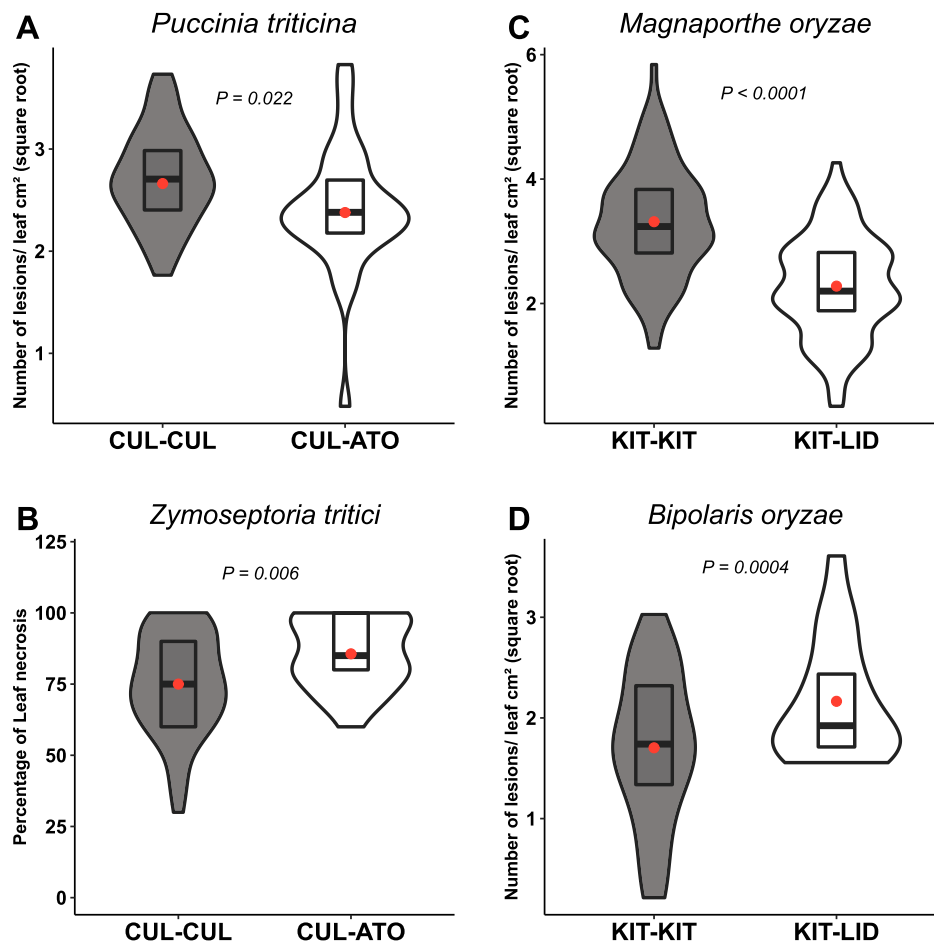 A
Puccinia triticina
Number of lesions/ leaf cm² (square root)
3
2
1
P = 0.022
CUL-CUL
CUL-ATO
C
Magnaporthe oryzae
Number of lesions/ leaf cm² (square root)
6
4
2
P < 0.0001
KIT-KIT
KIT-LID
B
Zymoseptoria tritici
Percentage of Leaf necrosis
125
100
75
50
25
0
P = 0.006
CUL-CUL
CUL-ATO
D
Bipolaris oryzae
Number of lesions/ leaf cm² (square root)
3
2
1
P = 0.0004
KIT-KIT
KIT-LID